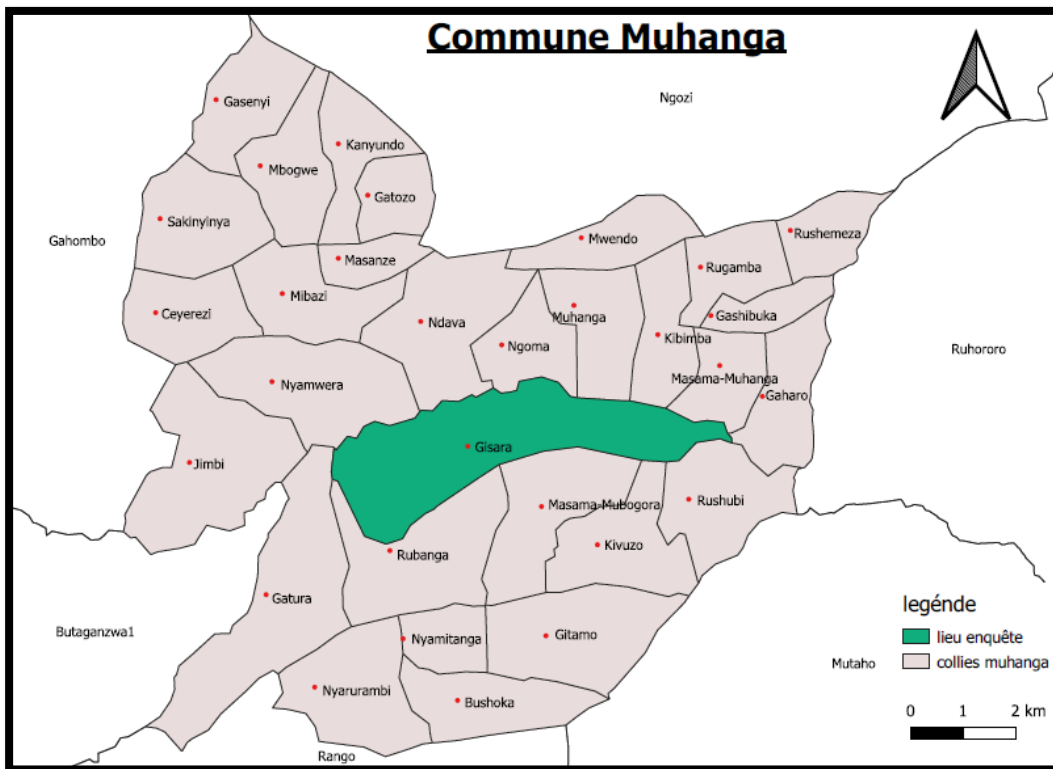 Commune Muhanga
Ngozi
Gasenyi
Kanyundo
Mbogwe
Gatozo
Sakinyinya
Gahombo
Mwendo
Rushemeza
Masanze
Rugamba
Mibazi
Ceyerezi
Ndava
Muhanga
Gashibuka
Ngoma
Kibimba
Ruhororo
Nyamwera
Masama-Muhanga
Gaharo
Gisara
Jimbi
Masama-Mubogora
Rushubi
Rubanga
Kivuzo
Gatura
legénde
Butaganzwa1
Nyamitanga
Gitamo
lieu enquête
Mutaho
collies muhanga
Nyarurambi
Bushoka
0 1 2 km
Rango